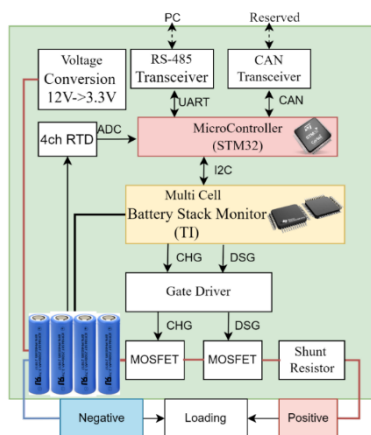 PC
Reserved
Voltage
Conversion
12V->3.3V
RS-485
Transceiver
CAN
Transceiver
UART
CAN
4ch RTD
ADC
MicroController
(STM32)
I2C
Multi Cell
Battery Stack Monitor
(TI)
CHG
DSG
Gate Driver
CHG
DSG
MOSFET
MOSFET
Shunt
Resistor
Negative
Loading
Positive